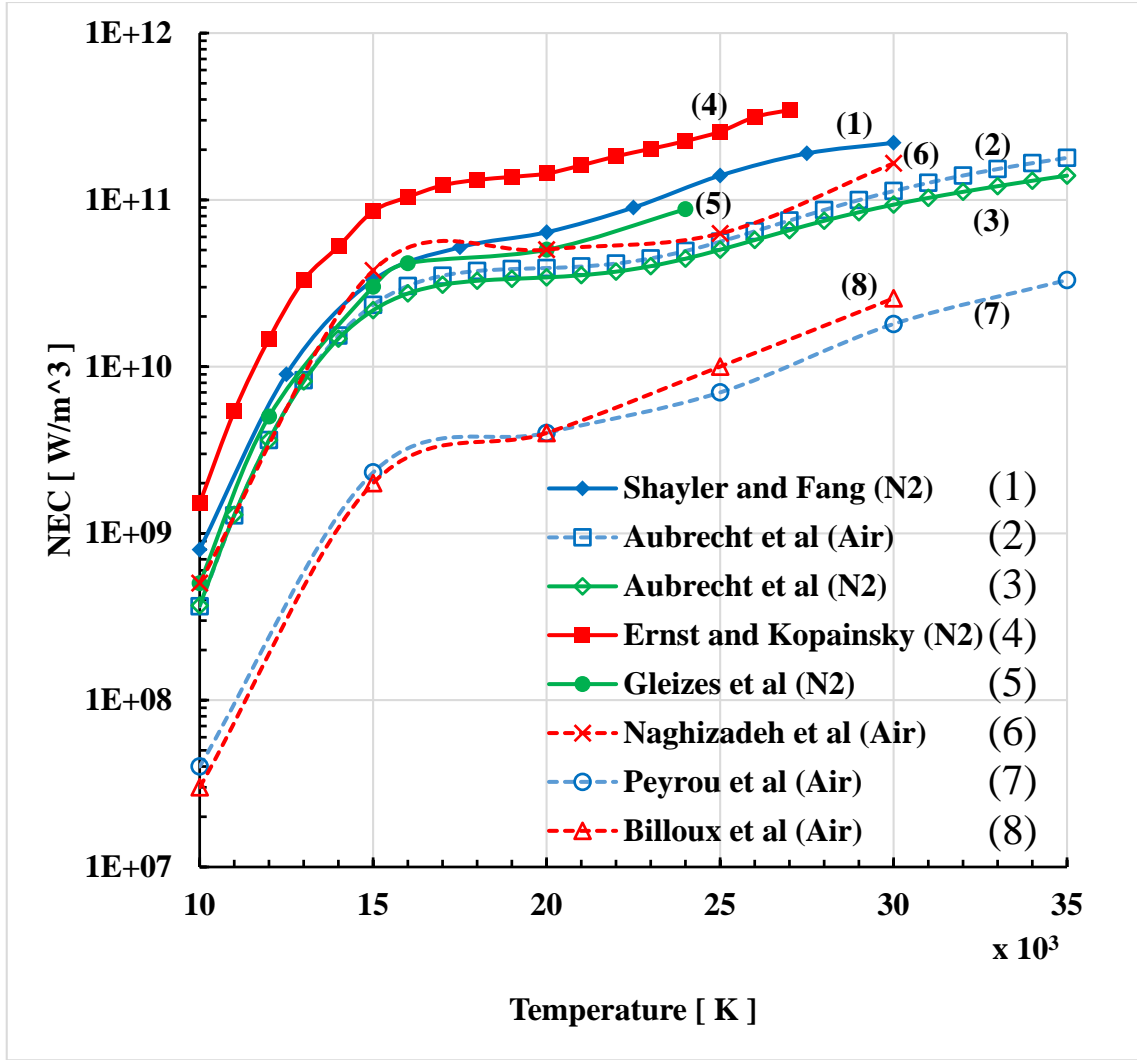 1E+12
1E+11
1E+10
1E+09
1E+08
1E+07
NEC [ W/m^3 ]
(4)
(1)
(6)
(2)
(5)
(3)
(8)
(7)
Shayler and Fang (N2) (1)
Aubrecht et al (Air) (2)
Aubrecht et al (N2) (3)
Ernst and Kopainsky (N2) (4)
Gleizes et al (N2) (5)
Naghizadeh et al (Air) (6)
Peyrou et al (Air) (7)
Billoux et al (Air) (8)
10 15 20 25 30 35
x 10³
Temperature [ K ]